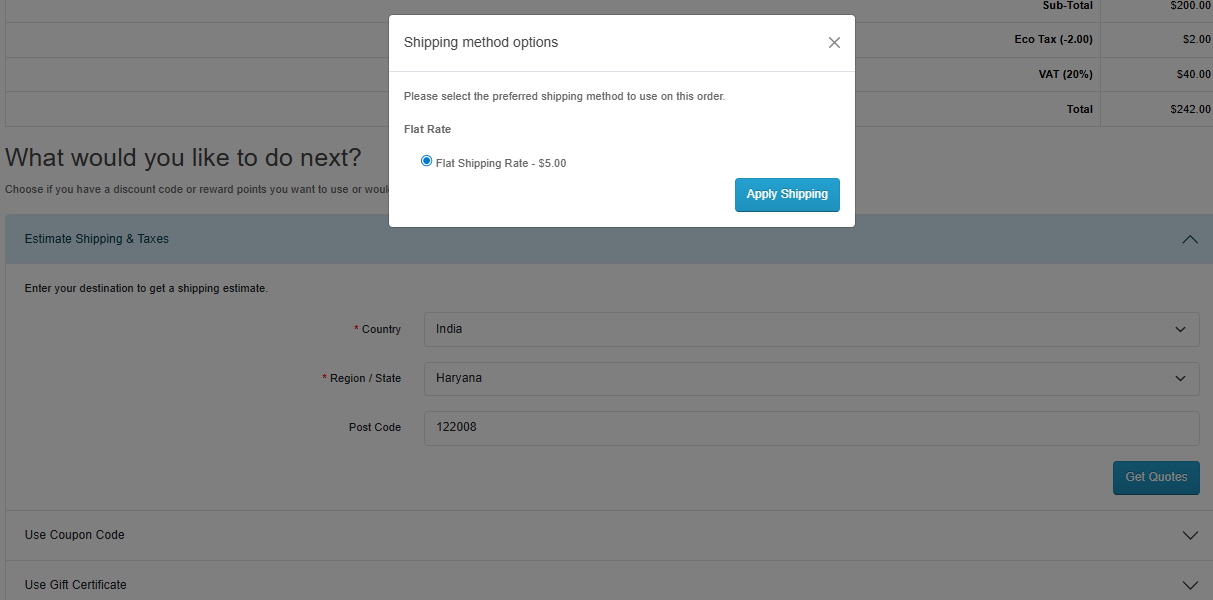 Sub-Total $200.00
Eco Tax (-2.00) $2.00
VAT (20%) $40.00
Total $242.00
Shipping method options
Please select the preferred shipping method to use on this order.
Flat Rate
Flat Shipping Rate - $5.00
Apply Shipping
What would you like to do next?
Choose if you have a discount code or reward points you want to use or
Estimate Shipping & Taxes
Enter your destination to get a shipping estimate.
* Country India
* Region / State Haryana
Post Code 122008
Get Quotes
Use Coupon Code
Use Gift Certificate